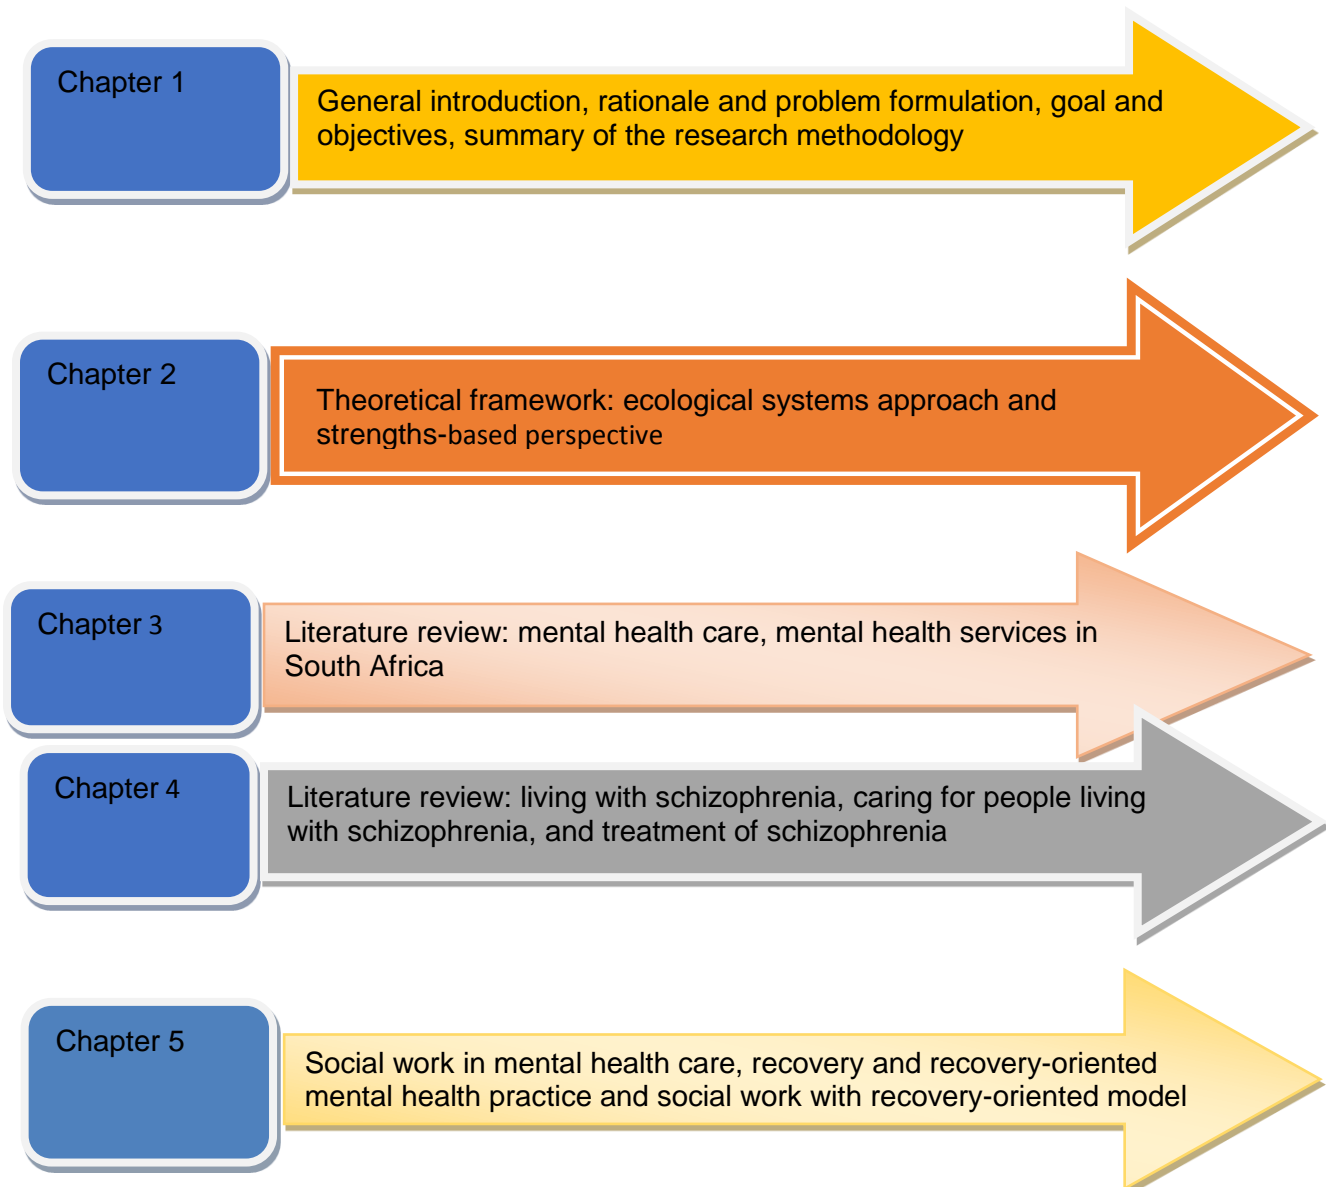 Chapter 1
General introduction, rationale and problem formulation, goal and
objectives, summary of the research methodology
Chapter 2
Theoretical framework: ecological systems approach and
strengths-based perspective
Chapter 3
Literature review: mental health care, mental health services in
South Africa
Chapter 4
Literature review: living with schizophrenia, caring for people living
with schizophrenia, and treatment of schizophrenia
Chapter 5
Social work in mental health care, recovery and recovery-oriented
mental health practice and social work with recovery-oriented model